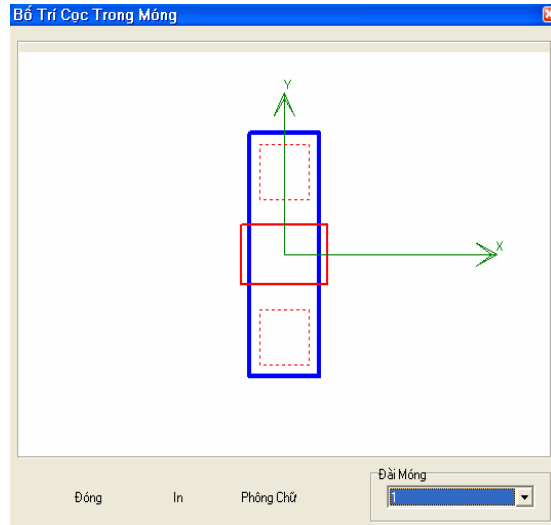 Bố Trí Cọc Trong Móng
Y
X
Đài Móng
1
Đóng In Phông Chữ